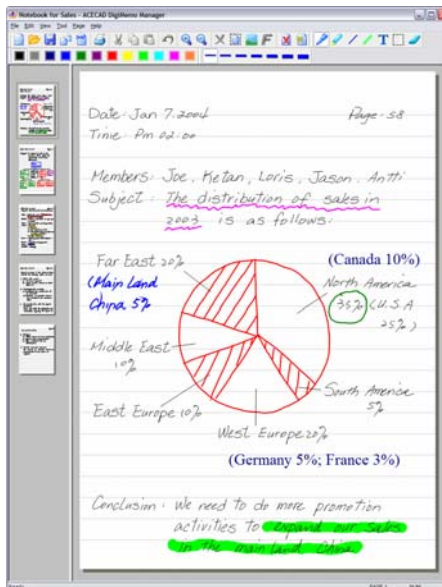 Notebook for Sales - ACECAD DigiMemo Manager
File Edit View Tool Page Help
Date: Jan 7. 2004
Page: 58
Time: Pm 02:00
Members: Joe, Ketan, Loris, Jason, Antti
Subject: The distribution of sales in
2003 is as follows:
Far East 20%
(Main Land
China 5%
(Canada 10%)
North America
35% (U.S.A
25%)
Middle East
10%
South America
5%
East Europe 10%
West Europe 20%
(Germany 5%; France 3%)
Conclusion: We need to do more promotion
activities to expand our sales
in the main land China